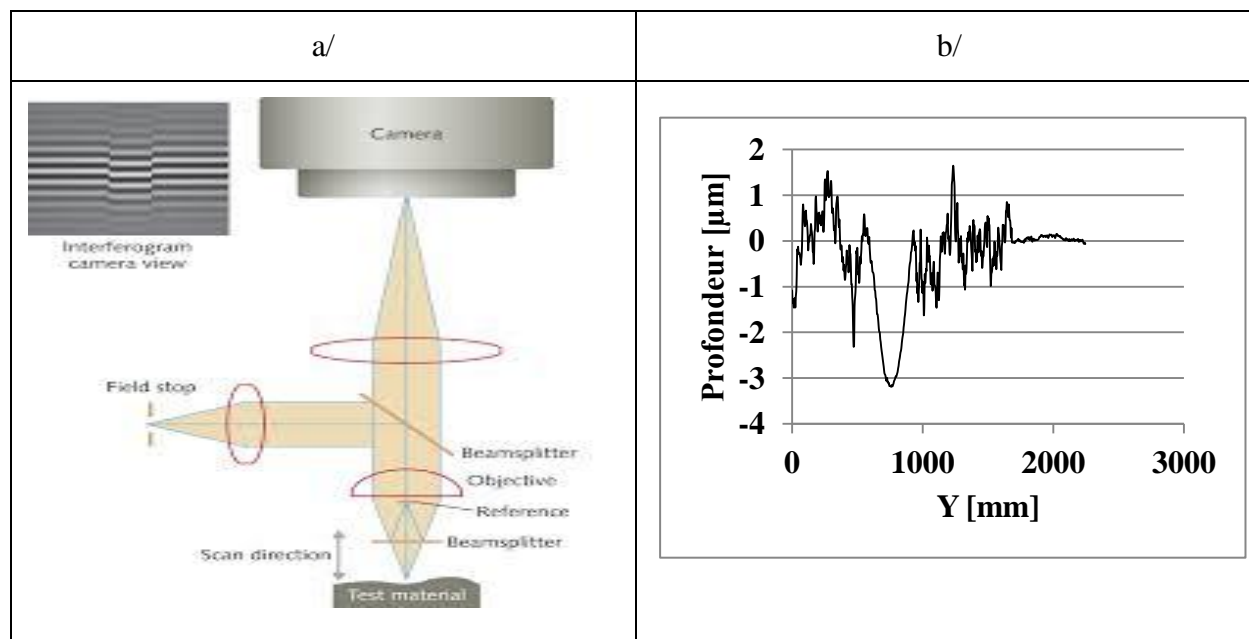 a/
b/
Camera
Interferogram
camera view
Field stop
Beamsplitter
Objective
Reference
Beamsplitter
Scan direction
Test material
Profondeur [µm]
2
1
0
-1
-2
-3
-4
0 1000 2000 3000
Y [mm]